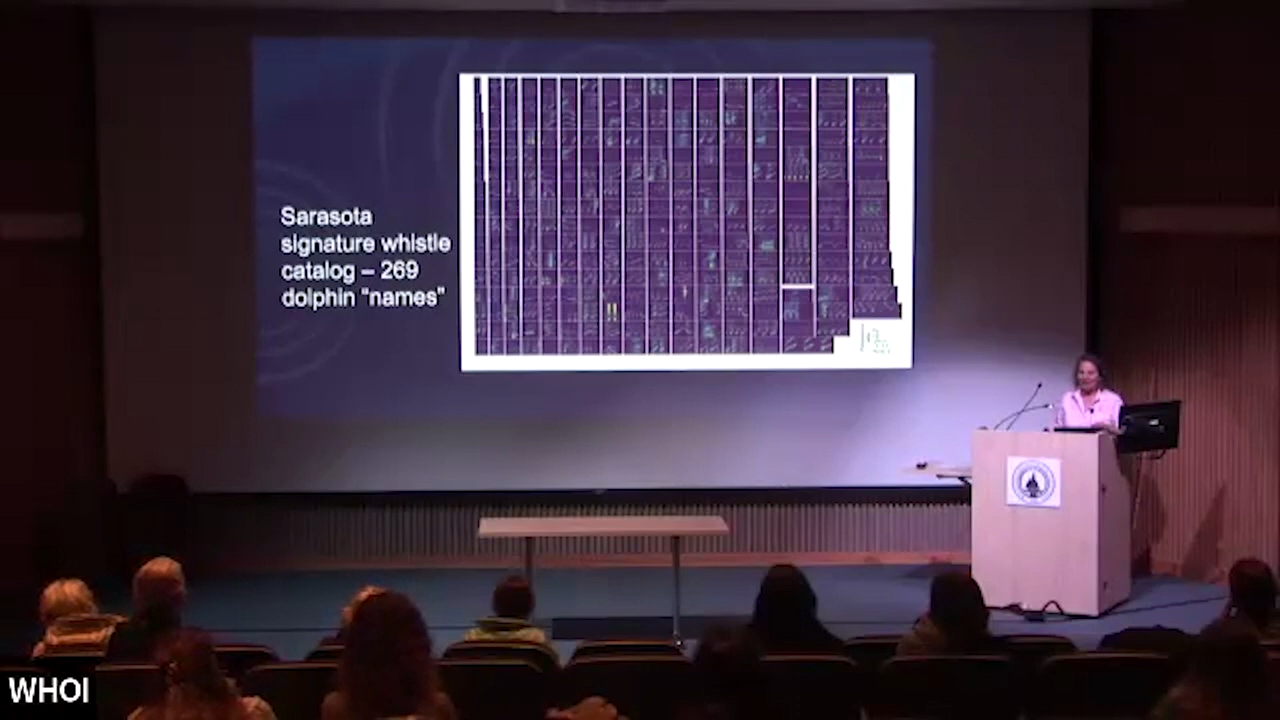 Sarasota
signature whistle
catalog – 269
dolphin “names”
WHOI